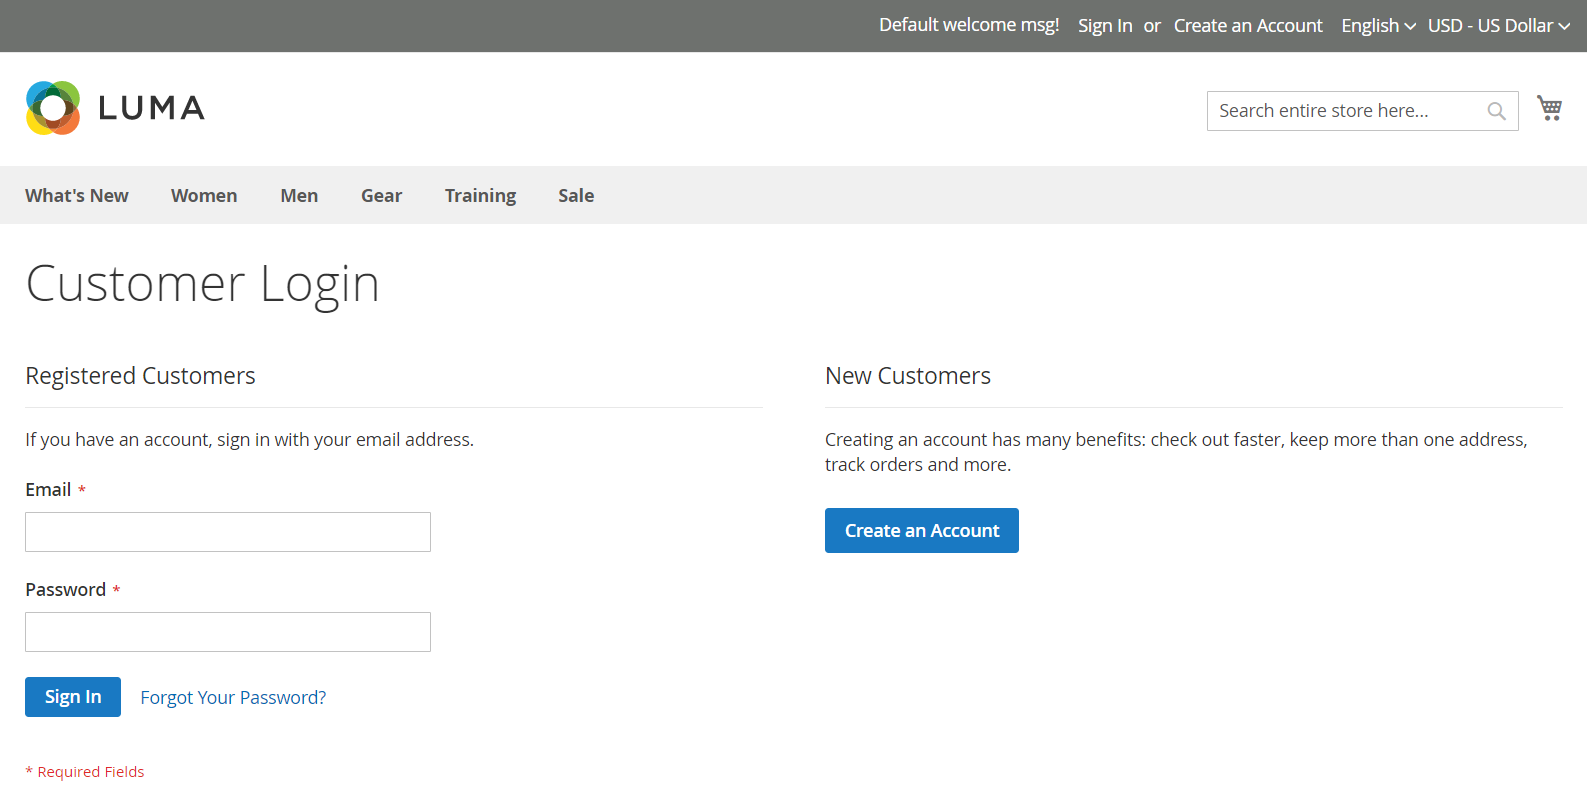 Default welcome msg! Sign In or Create an Account English USD - US Dollar
LUMA
Search entire store here...
What's New Women Men Gear Training Sale
Customer Login
Registered Customers
If you have an account, sign in with your email address.
Email *
Password *
Sign In Forgot Your Password?
* Required Fields
New Customers
Creating an account has many benefits: check out faster, keep more than one address,
track orders and more.
Create an Account